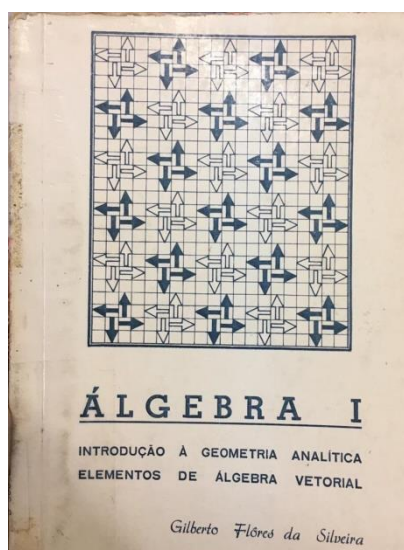 ÁLGEBRA I
INTRODUÇÃO À GEOMETRIA ANALÍTICA
ELEMENTOS DE ÁLGEBRA VETORIAL
Gilberto Flôres da Silveira